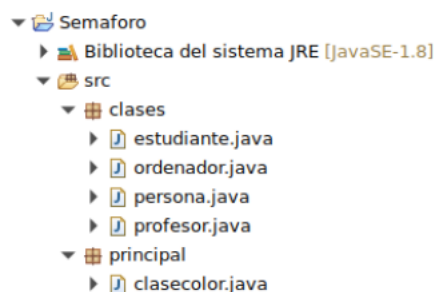 Semaforo
Biblioteca del sistema JRE [JavaSE-1.8]
src
clases
estudiante.java
ordenador.java
persona.java
profesor.java
principal
clasecolor.java